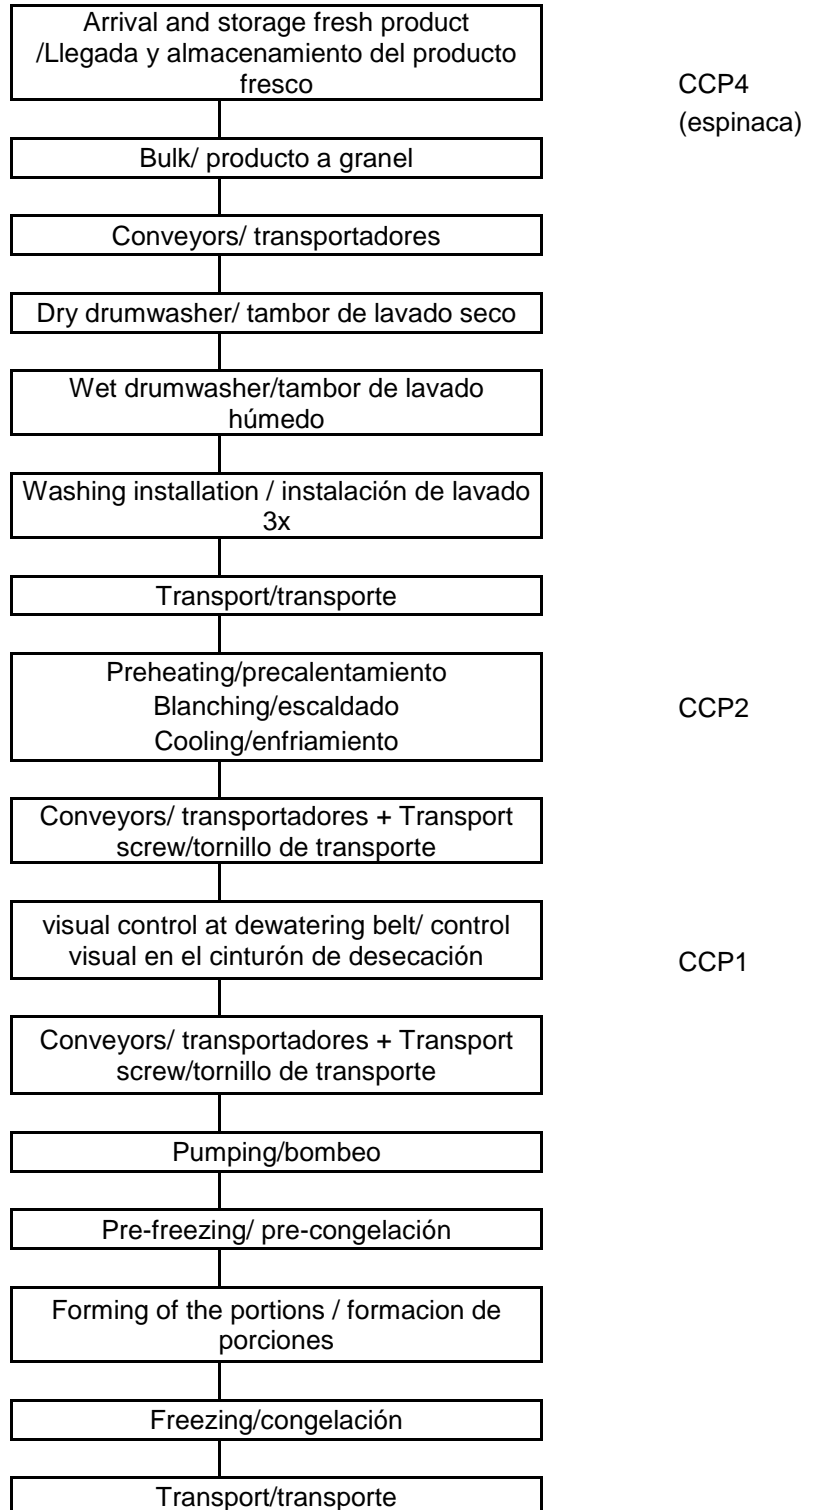 Arrival and storage fresh product
/Llegada y almacenamiento del producto
fresco
CCP4
(espinaca)
Bulk/ producto a granel
Conveyors/ transportadores
Dry drumwasher/ tambor de lavado seco
Wet drumwasher/tambor de lavado
húmedo
Washing installation / instalación de lavado
3x
Transport/transporte
Preheating/precalentamiento
Blanching/escaldado
Cooling/enfriamiento
CCP2
Conveyors/ transportadores + Transport
screw/tornillo de transporte
visual control at dewatering belt/ control
visual en el cinturón de desecación
CCP1
Conveyors/ transportadores + Transport
screw/tornillo de transporte
Pumping/bombeo
Pre-freezing/ pre-congelación
Forming of the portions / formacion de
porciones
Freezing/congelación
Transport/transporte